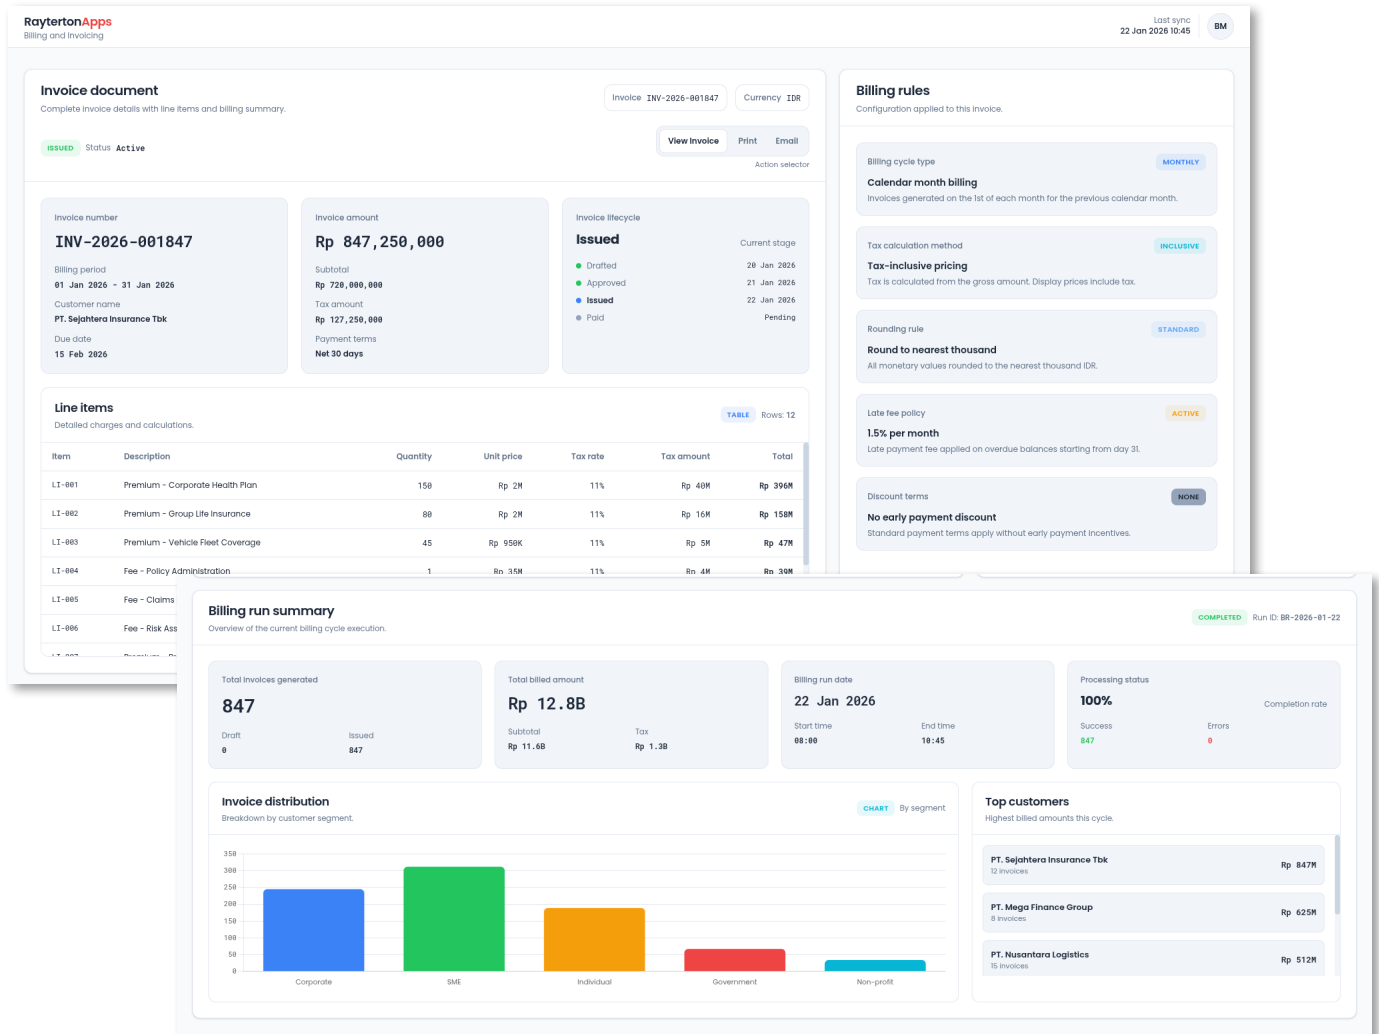 RaytertonApps
Billing and Invoicing
Last sync
22 Jan 2026 10:45
BM
Invoice document
Complete invoice details with line items and billing summary.
Invoice INV-2026-001847
Currency IDR
ISSUED Status Active
View Invoice Print Email
Action selector
Invoice number
INV-2026-001847
Billing period
01 Jan 2026 - 31 Jan 2026
Customer name
PT. Sejahtera Insurance Tbk
Due date
15 Feb 2026
Invoice amount
Rp 847,250,000
Subtotal
Rp 720,000,000
Tax amount
Rp 127,250,000
Payment terms
Net 30 days
Invoice lifecycle
Issued Current stage
Drafted 20 Jan 2026
Approved 21 Jan 2026
Issued 22 Jan 2026
Paid Pending
Line items
Detailed charges and calculations.
TABLE Rows: 12
Item Description Quantity Unit price Tax rate Tax amount Total
LI-001 Premium - Corporate Health Plan 150 Rp 2M 11% Rp 40M Rp 396M
LI-002 Premium - Group Life Insurance 80 Rp 2M 11% Rp 16M Rp 158M
LI-003 Premium - Vehicle Fleet Coverage 45 Rp 950K 11% Rp 5M Rp 47M
LI-004 Fee - Policy Administration 1 Rp 35M 11% Rp 4M Rp 39M
LI-005 Fee - Claims
LI-006 Fee - Risk Ass
LI-007
Billing rules
Configuration applied to this invoice.
Billing cycle type MONTHLY
Calendar month billing
Invoices generated on the 1st of each month for the previous calendar month.
Tax calculation method INCLUSIVE
Tax-inclusive pricing
Tax is calculated from the gross amount. Display prices include tax.
Rounding rule STANDARD
Round to nearest thousand
All monetary values rounded to the nearest thousand IDR.
Late fee policy ACTIVE
1.5% per month
Late payment fee applied on overdue balances starting from day 31.
Discount terms NONE
No early payment discount
Standard payment terms apply without early payment incentives.
Billing run summary
Overview of the current billing cycle execution.
COMPLETED Run ID: BR-2026-01-22
Total invoices generated
847
Draft Issued
0 847
Total billed amount
Rp 12.8B
Subtotal Tax
Rp 11.6B Rp 1.3B
Billing run date
22 Jan 2026
Start time End time
08:00 10:45
Processing status
100% Completion rate
Success Errors
847 0
Invoice distribution
Breakdown by customer segment.
CHART By segment
350
300
250
200
150
100
50
0
Corporate SME Individual Government Non-profit
Top customers
Highest billed amounts this cycle.
PT. Sejahtera Insurance Tbk
12 invoices
Rp 847M
PT. Mega Finance Group
8 invoices
Rp 625M
PT. Nusantara Logistics
15 invoices
Rp 512M